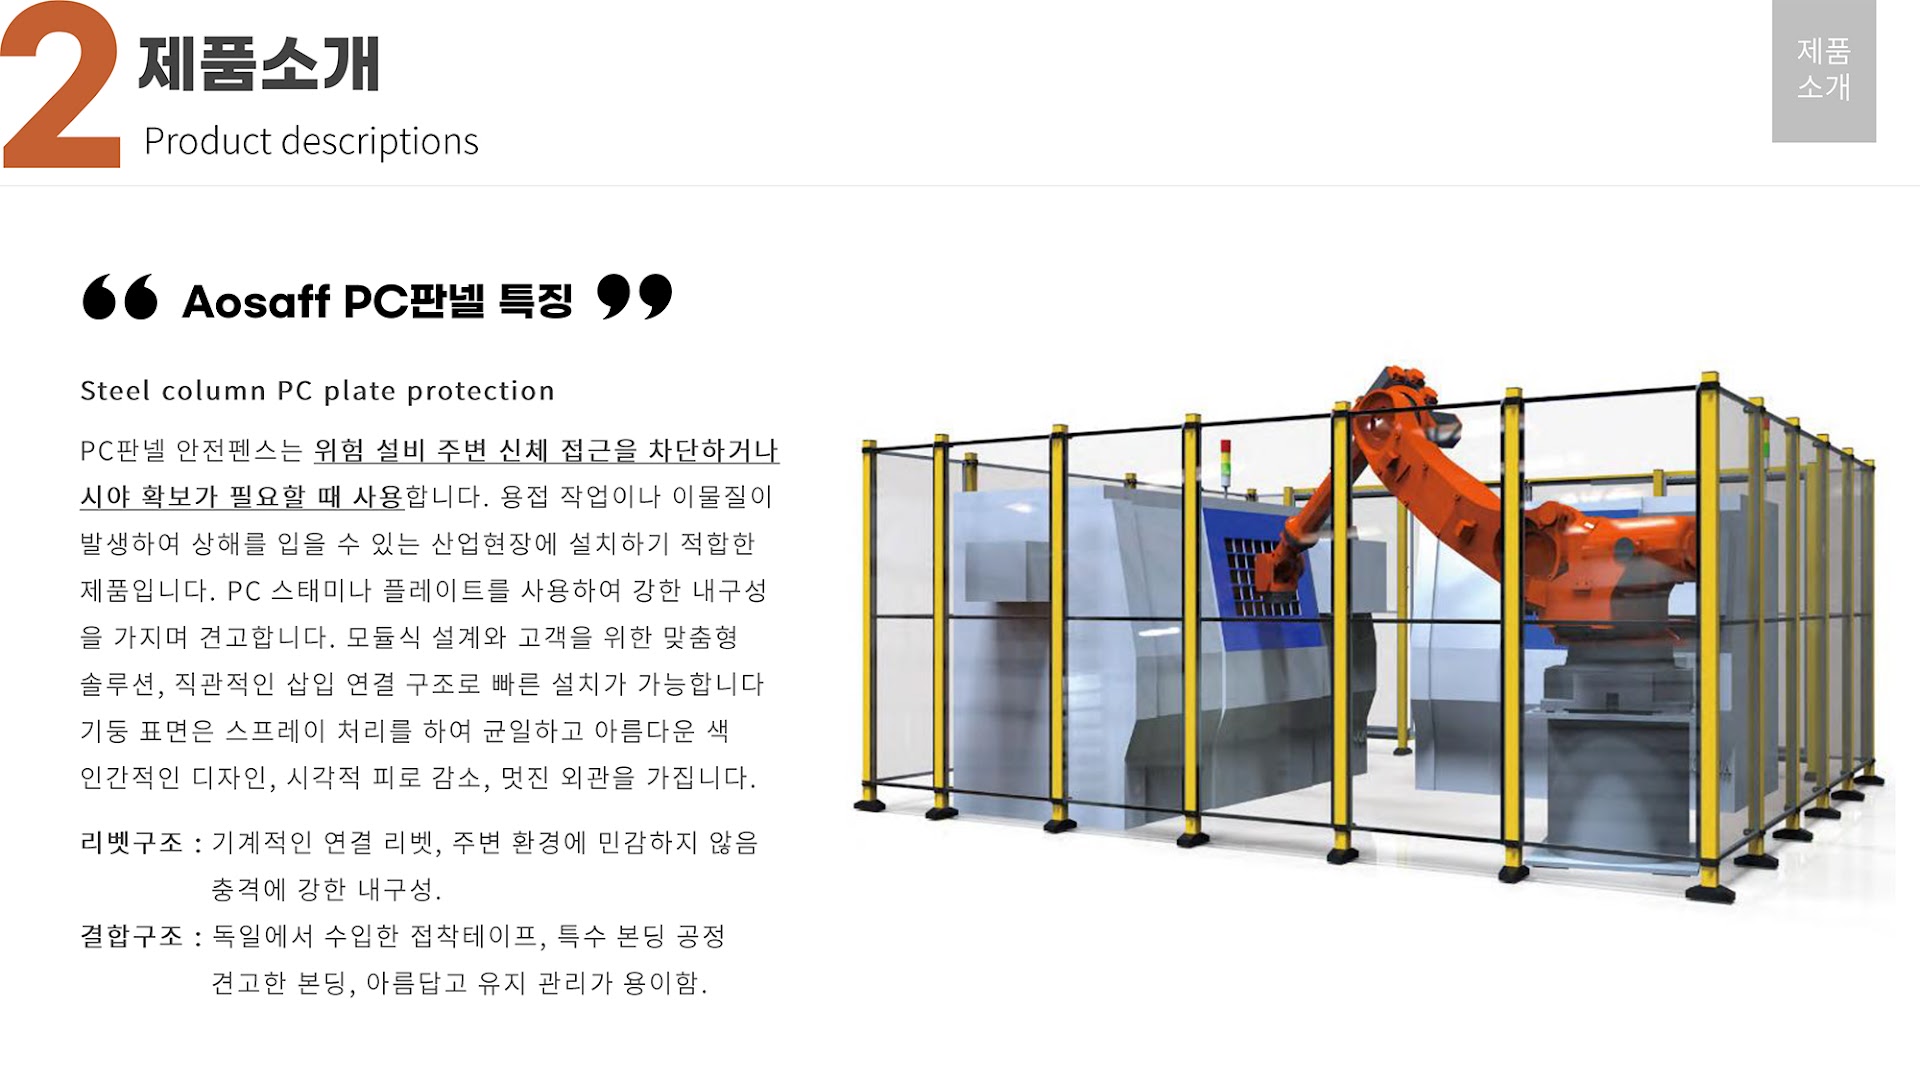 2
제품소개
Product descriptions
제품
소개
“ Aosaff PC판넬 특징 ”
Steel column PC plate protection
PC판넬 안전펜스는 위험 설비 주변 신체 접근을 차단하거나
시야 확보가 필요할 때 사용합니다. 용접 작업이나 이물질이
발생하여 상해를 입을 수 있는 산업현장에 설치하기 적합한
제품입니다. PC 스태미나 플레이트를 사용하여 강한 내구성
을 가지며 견고합니다. 모듈식 설계와 고객을 위한 맞춤형
솔루션, 직관적인 삽입 연결 구조로 빠른 설치가 가능합니다
기둥 표면은 스프레이 처리를 하여 균일하고 아름다운 색
인간적인 디자인, 시각적 피로 감소, 멋진 외관을 가집니다.
리벳구조 : 기계적인 연결 리벳, 주변 환경에 민감하지 않음
충격에 강한 내구성.
결합구조 : 독일에서 수입한 접착테이프, 특수 본딩 공정
견고한 본딩, 아름답고 유지 관리가 용이함.